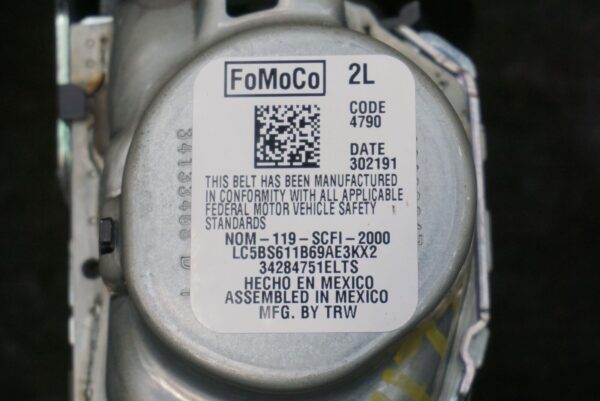 FoMoCo 2L
CODE
4790
DATE
302191
THIS BELT HAS BEEN MANUFACTURED
IN CONFORMITY WITH ALL APPLICABLE
FEDERAL MOTOR VEHICLE SAFETY
STANDARDS
NOM-119-SCFI-2000
LC5BS611B69AE3KX2
34284751ELTS
HECHO EN MEXICO
ASSEMBLED IN MEXICO
MFG. BY TRW